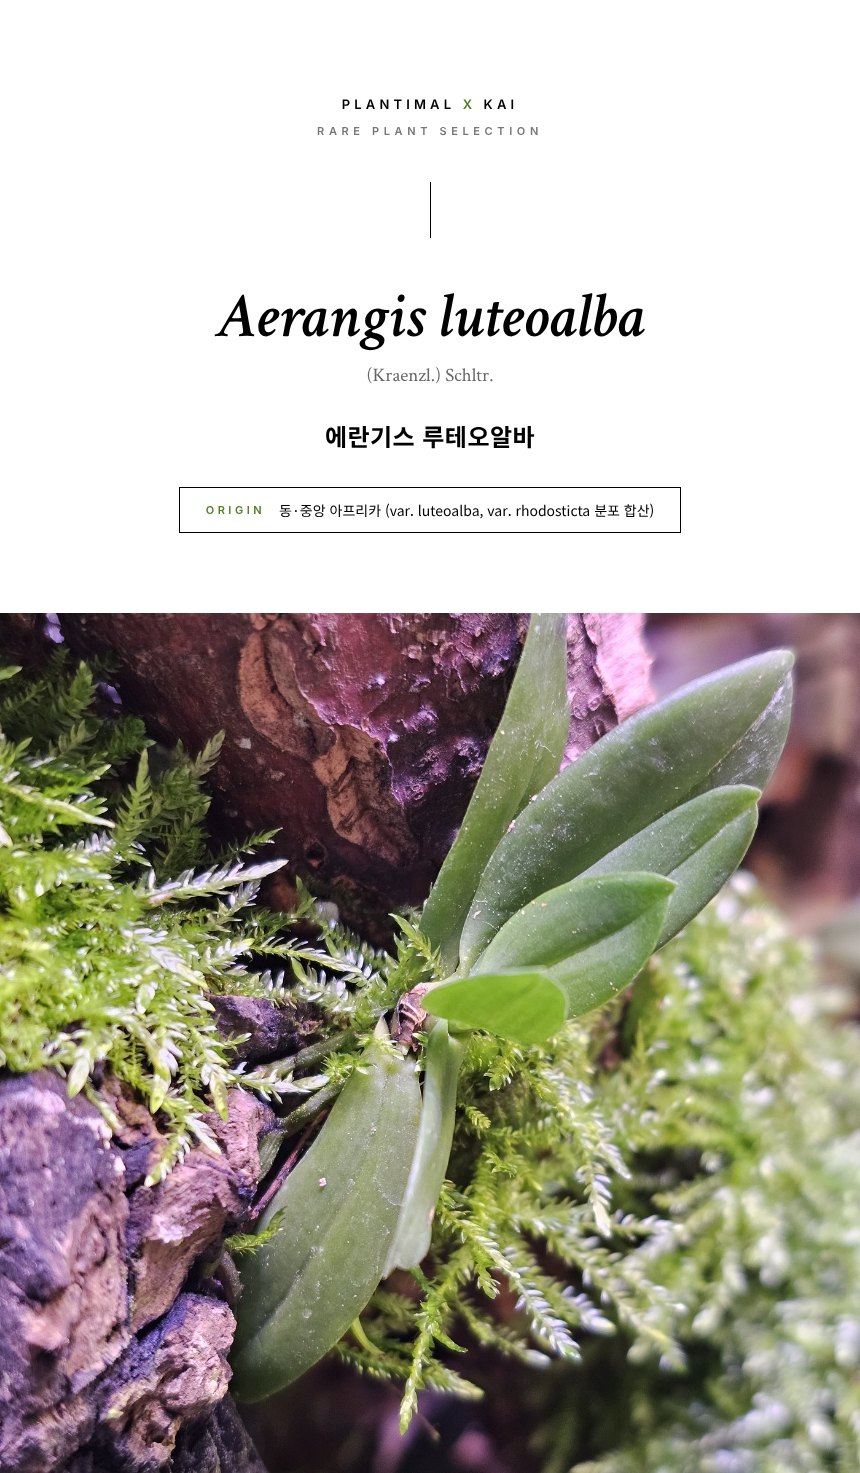 PLANTIMAL X KAI
RARE PLANT SELECTION
Aerangis luteoalba
(Kraenzl.) Schltr.
에란기스 루테오알바
ORIGIN 동·중앙 아프리카 (var. luteoalba, var. rhodosticta 분포 합산)